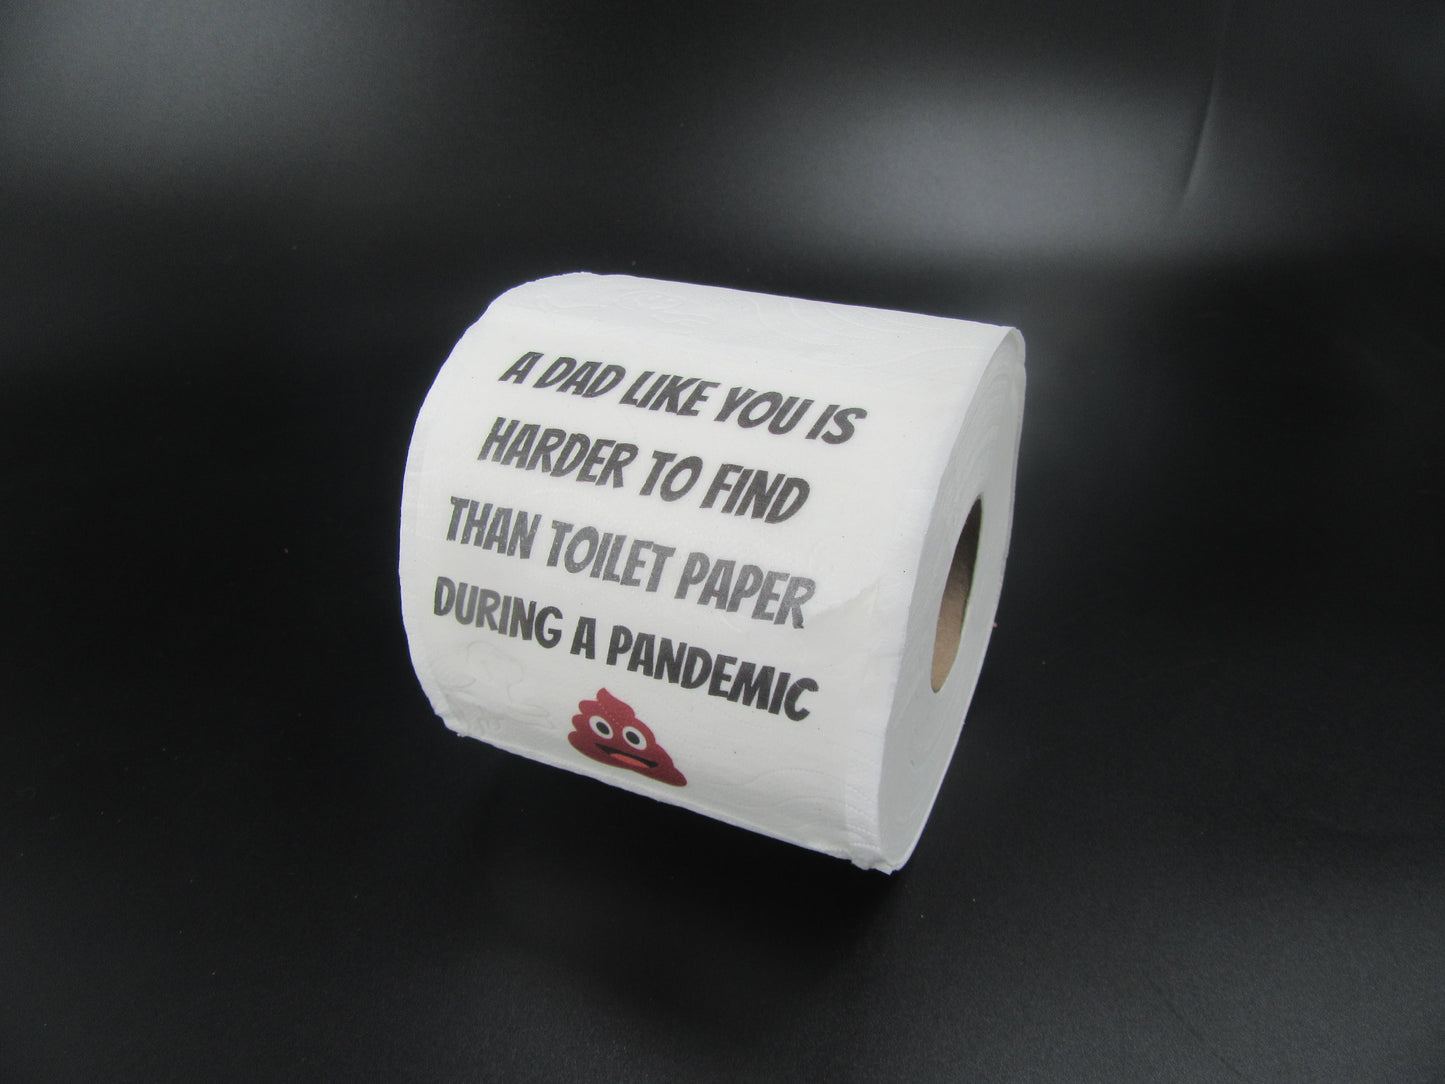 A DAD LIKE YOU IS
HARDER TO FIND
THAN TOILET PAPER
DURING A PANDEMIC